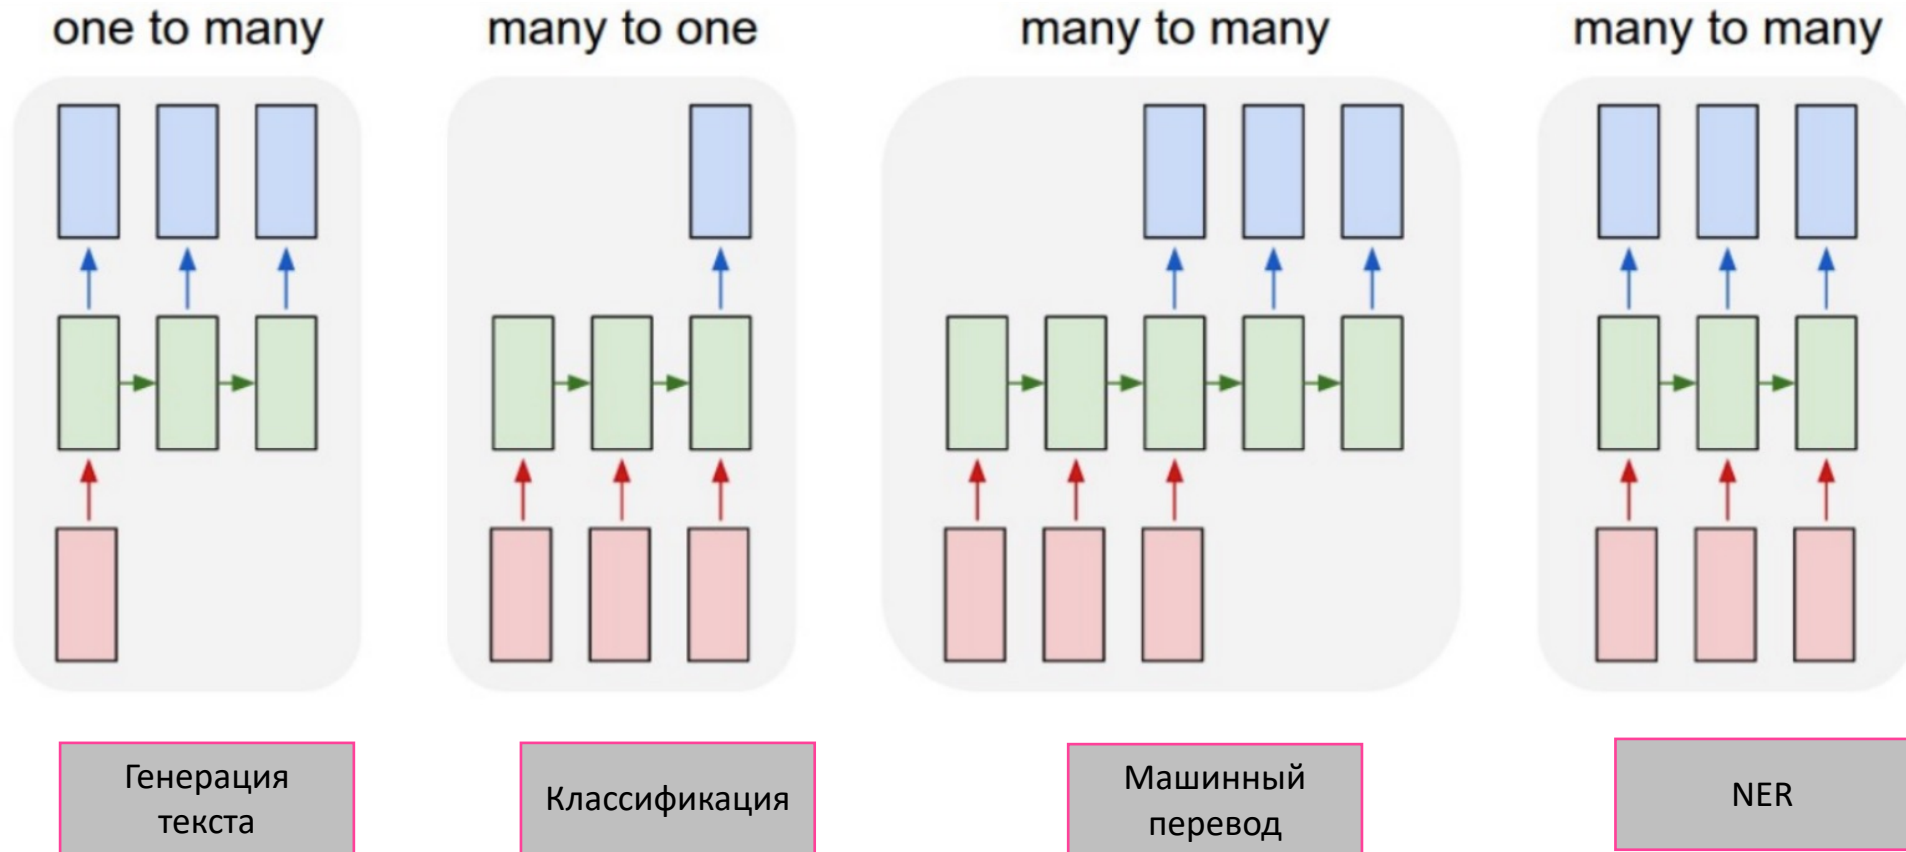 one to many
many to one
many to many
many to many
Генерация
текста
Классификация
Машинный
перевод
NER